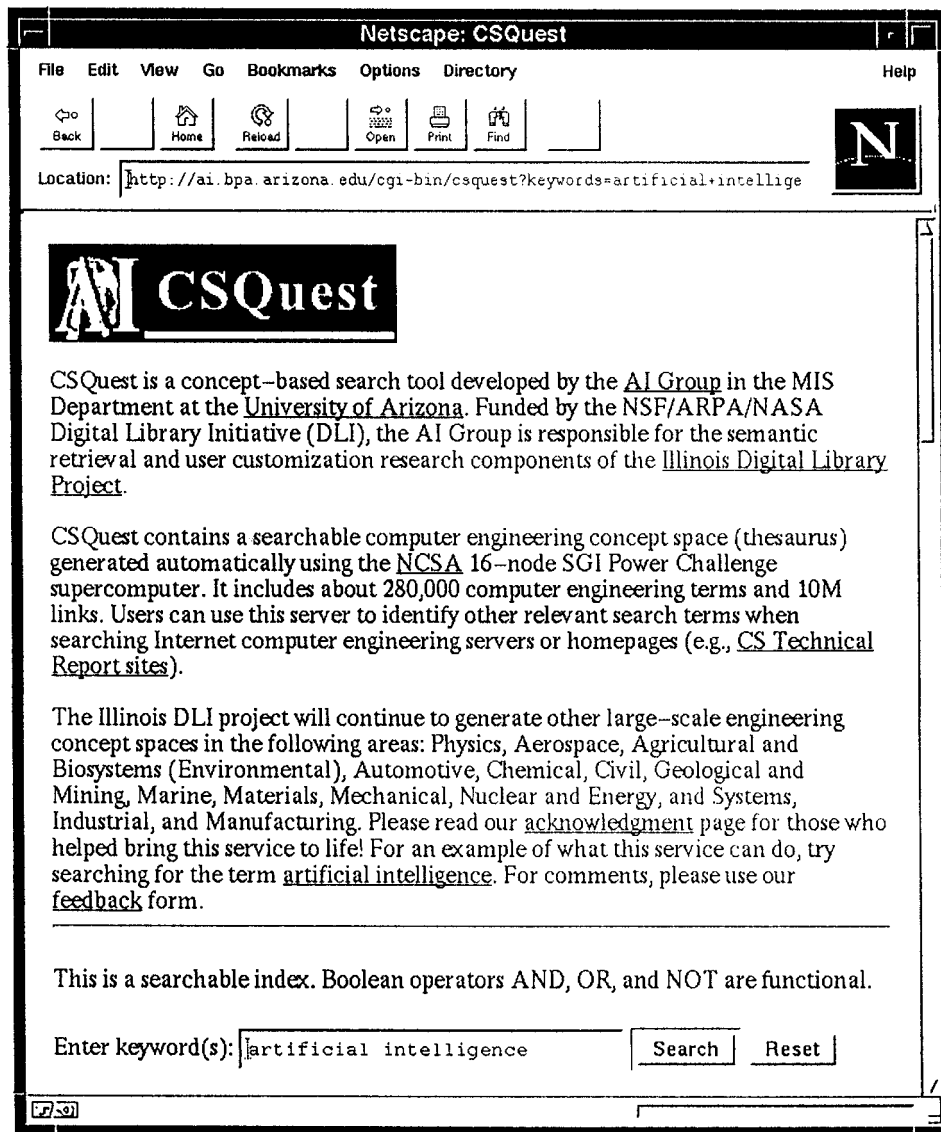 Netscape: CSQuest
File Edit View Go Bookmarks Options Directory Help
Back Home Reload Open Print Find
N
Location: http://ai.bpa.arizona.edu/cgi-bin/csquest?keywords=artificial+intellige
AI CSQuest
CSQuest is a concept-based search tool developed by the AI Group in the MIS
Department at the University of Arizona. Funded by the NSF/ARPA/NASA
Digital Library Initiative (DLI), the AI Group is responsible for the semantic
retrieval and user customization research components of the Illinois Digital Library
Project.
CSQuest contains a searchable computer engineering concept space (thesaurus)
generated automatically using the NCSA 16-node SGI Power Challenge
supercomputer. It includes about 280,000 computer engineering terms and 10M
links. Users can use this server to identify other relevant search terms when
searching Internet computer engineering servers or homepages (e.g., CS Technical
Report sites).
The Illinois DLI project will continue to generate other large-scale engineering
concept spaces in the following areas: Physics, Aerospace, Agricultural and
Biosystems (Environmental), Automotive, Chemical, Civil, Geological and
Mining, Marine, Materials, Mechanical, Nuclear and Energy, and Systems,
Industrial, and Manufacturing. Please read our acknowledgment page for those who
helped bring this service to life! For an example of what this service can do, try
searching for the term artificial intelligence. For comments, please use our
feedback form.
This is a searchable index. Boolean operators AND, OR, and NOT are functional.
Enter keyword(s): artificial intelligence Search Reset